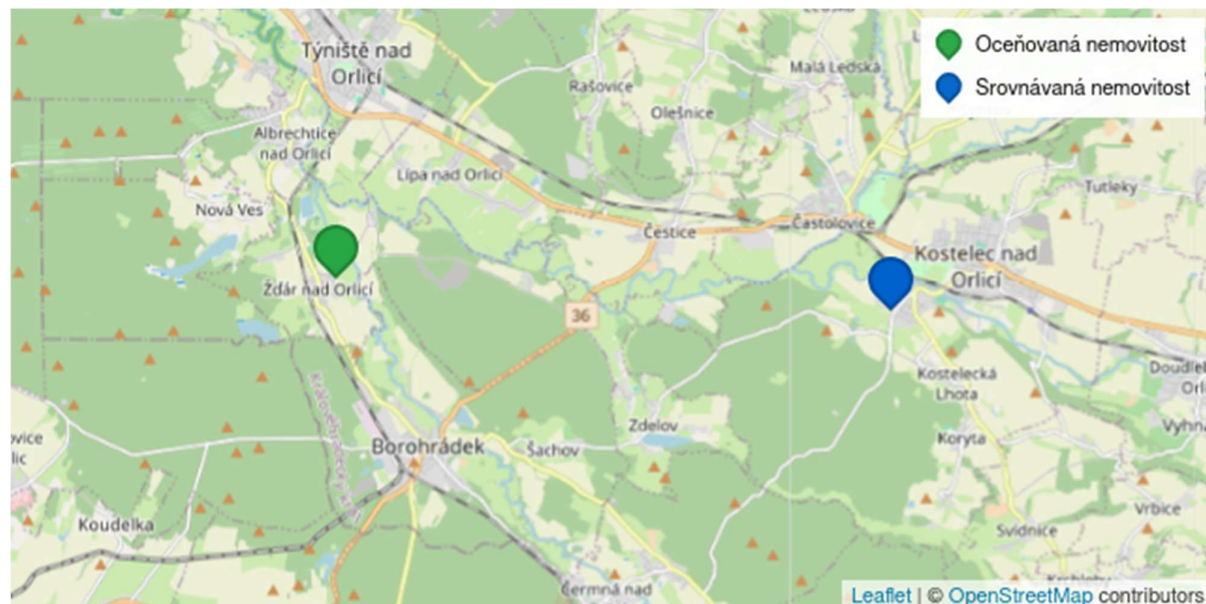 Týniště nad
Orlicí
Albrechtice
nad Orlicí
Nová Ves
Žďár nad Orlicí
Lípa nad Orlicí
Rašovice
Olešnice
Malá Ledská
Oceňovaná nemovitost
Srovnávaná nemovitost
Tutleky
Častolovice
Čestice
Kostelec nad
Orlicí
36
Kostelecká
Lhota
Koryta
Zdelov
Borohrádek
Šachov
Koudelka
Svídnice
Vrbice
Čermná nad
Leaflet | © OpenStreetMap contributors